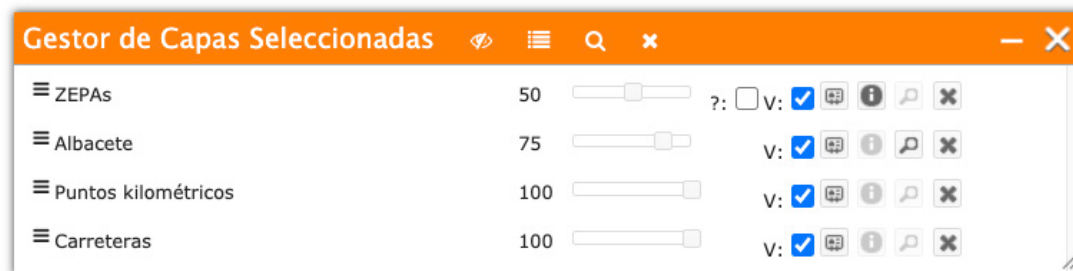 Gestor de Capas Seleccionadas
ZEPAs 50 ?: V:
Albacete 75 V:
Puntos kilométricos 100 V:
Carreteras 100 V: